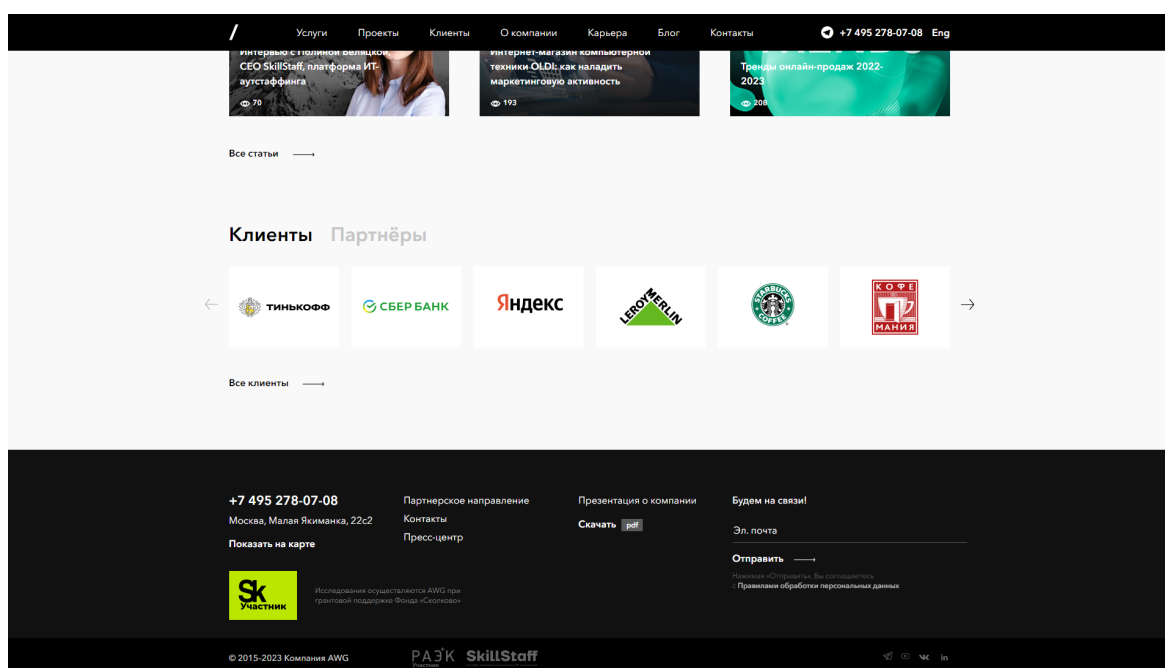 /
Услуги Проекты Клиенты О компании Карьера Блог Контакты +7 495 278-07-08 Eng
Интервью с Полиной Беляцкой,
CEO SkillStaff, платформа ИТ-
аутстаффинга
70
Интернет-магазин компьютерной
техники OLDI: как наладить
маркетинговую активность
193
Тренды онлайн-продаж 2022-
2023
208
Все статьи
Клиенты Партнёры
ТИНЬКОФФ
СБЕР БАНК
Яндекс
LEROY MERLIN
STARBUCKS COFFEE
КОФЕ
МАНИЯ
Все клиенты
+7 495 278-07-08
Москва, Малая Якиманка, 22с2
Показать на карте
Партнерское направление
Контакты
Пресс-центр
Презентация о компании
Скачать pdf
Будем на связи!
Эл. почта
Отправить
Нажимая «Отправить», Вы соглашаетесь
с Правилами обработки персональных данных
Sk
Участник
Исследования осуществляются AWG при
грантовой поддержке Фонда «Сколково»
© 2015-2023 Компания AWG
РАЭК
Участник
SkillStaff
in